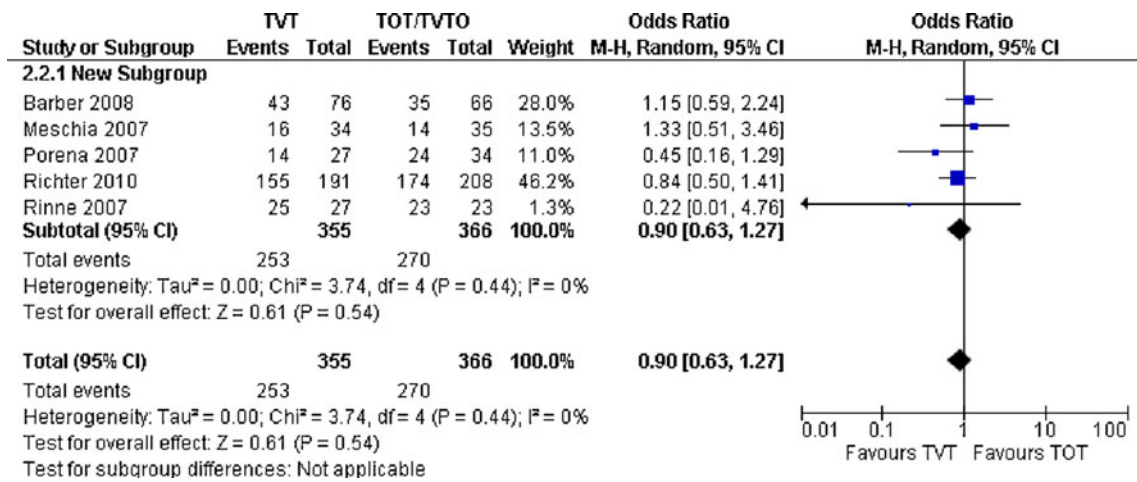 TVT TOT/TVTO Odds Ratio Odds Ratio
Study or Subgroup Events Total Events Total Weight M-H, Random, 95% CI M-H, Random, 95% CI
2.2.1 New Subgroup
Barber 2008 43 76 35 66 28.0% 1.15 [0.59, 2.24]
Meschia 2007 16 34 14 35 13.5% 1.33 [0.51, 3.46]
Porena 2007 14 27 24 34 11.0% 0.45 [0.16, 1.29]
Richter 2010 155 191 174 208 46.2% 0.84 [0.50, 1.41]
Rinne 2007 25 27 23 23 1.3% 0.22 [0.01, 4.76]
Subtotal (95% CI) 355 366 100.0% 0.90 [0.63, 1.27]
Total events 253 270
Heterogeneity: Tau² = 0.00; Chi² = 3.74, df = 4 (P = 0.44); I² = 0%
Test for overall effect: Z = 0.61 (P = 0.54)
Total (95% CI) 355 366 100.0% 0.90 [0.63, 1.27]
Total events 253 270
Heterogeneity: Tau² = 0.00; Chi² = 3.74, df = 4 (P = 0.44); I² = 0%
Test for overall effect: Z = 0.61 (P = 0.54)
Test for subgroup differences: Not applicable
0.01 0.1 1 10 100
Favours TVT Favours TOT